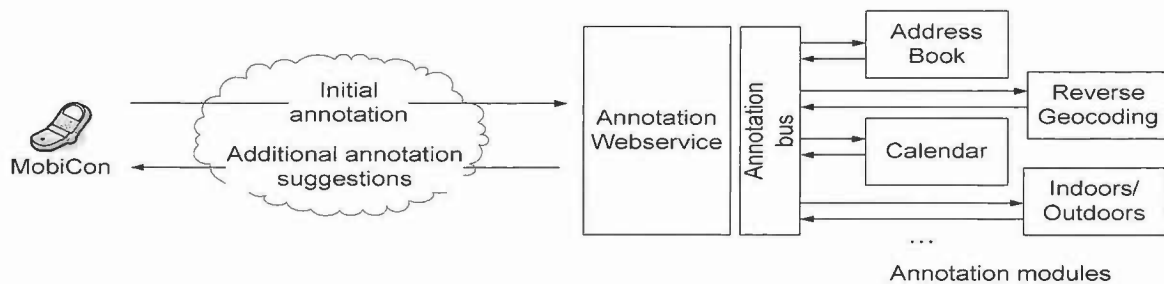 MobiCon
Initial
annotation
Additional annotation
suggestions
Annotation
Webservice
Annotation
bus
Address
Book
Reverse
Geocoding
Calendar
Indoors/
Outdoors
...
Annotation modules